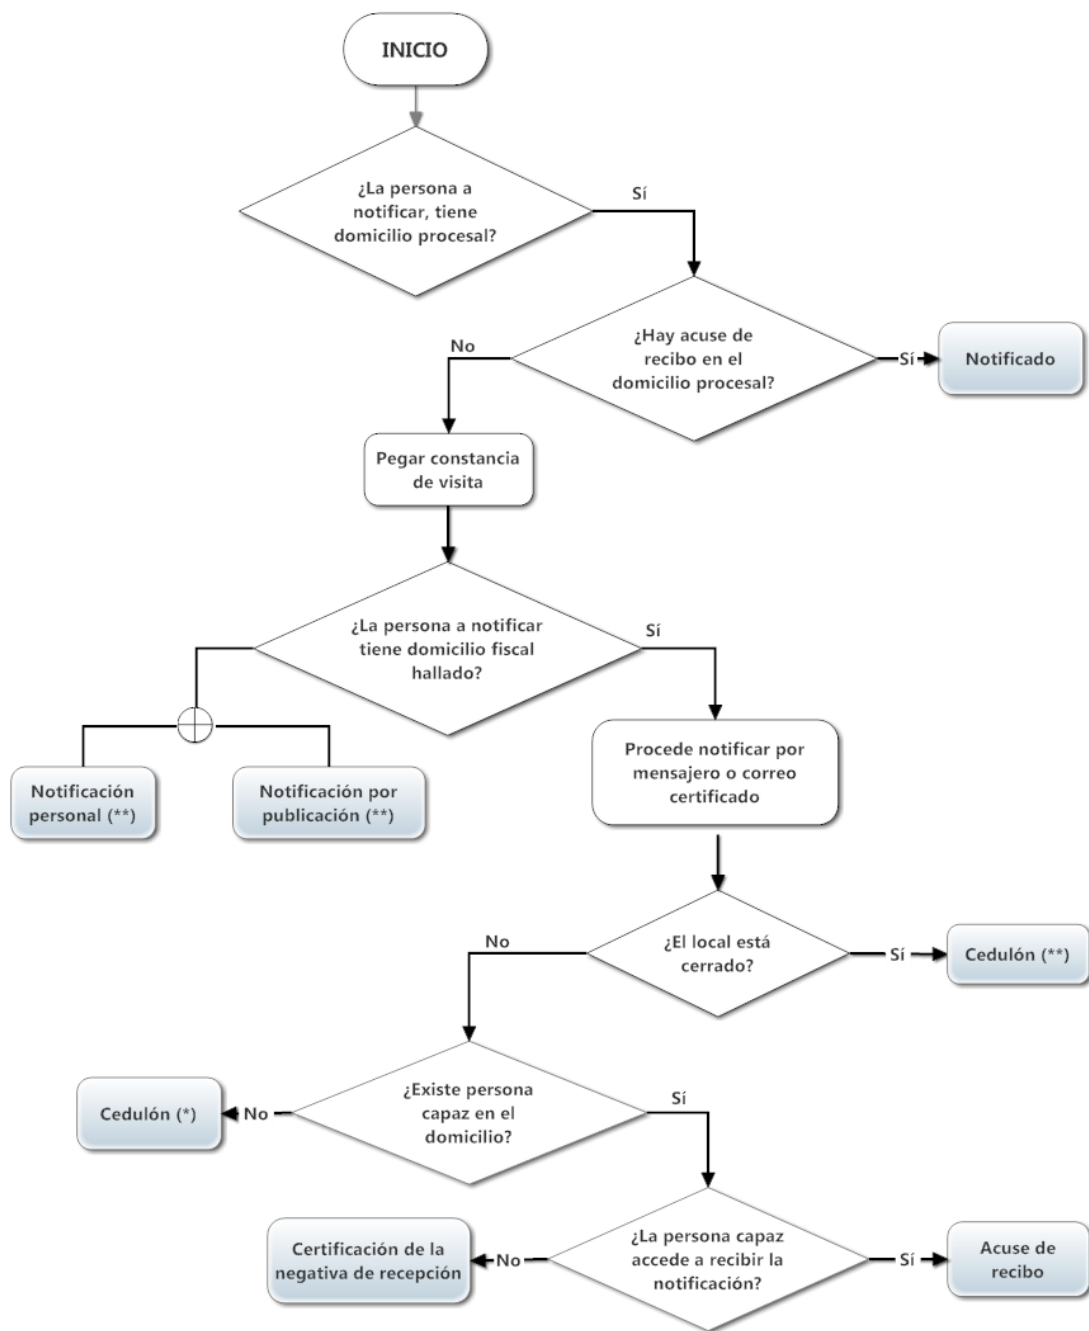 INICIO
¿La persona a
notificar, tiene
domicilio procesal?
Sí
¿Hay acuse de
recibo en el
domicilio procesal?
No
Sí
Notificado
Pegar constancia
de visita
¿La persona a notificar
tiene domicilio fiscal
hallado?
Sí
Notificación
personal (**)
Notificación por
publicación (**)
Procede notificar por
mensajero o correo
certificado
¿El local está
cerrado?
No
Sí
Cedulón (**)
¿Existe persona
capaz en el
domicilio?
No
Cedulón (*)
Sí
¿La persona capaz
accede a recibir la
notificación?
No
Certificación de la
negativa de recepción
Sí
Acuse de
recibo